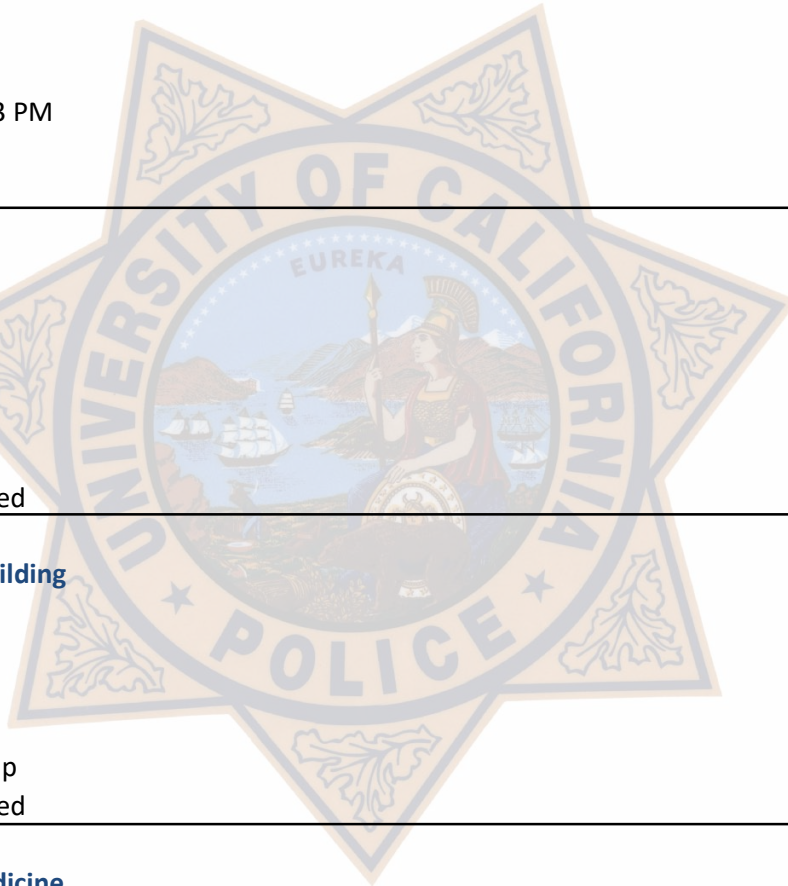 3 PM
UNIVERSITY OF CALIFORNIA
EUREKA
ed
ilding
POLICE
p
ed
dicine